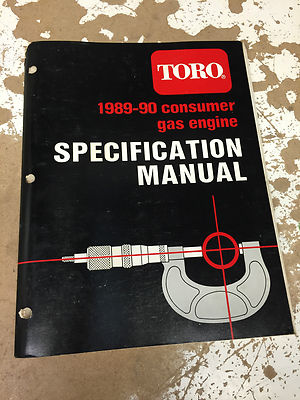 TORO®
1989-90 consumer
gas engine
SPECIFICATION
MANUAL